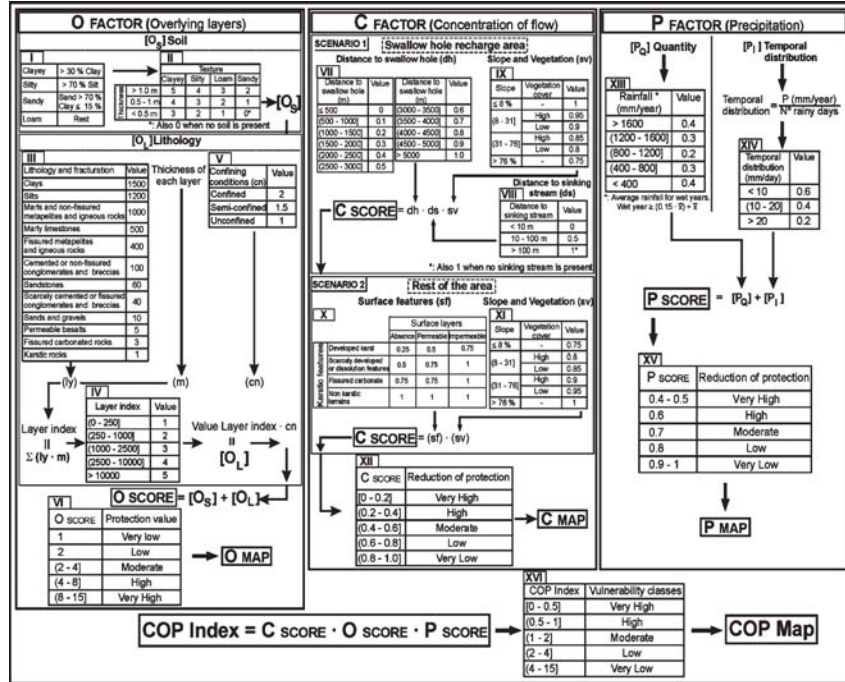 O FACTOR (Overlying layers)
[OS] Soil
I
Clayey > 30 % Clay
Silty > 70 % Silt
Sandy Sand > 70 % Clay ≤ 15 %
Loam Rest
II
Texture
Clayey Silty Loam Sandy
Thickness
> 1.0 m 5 4 3 2
0.5 - 1 m 4 3 2 1
< 0.5 m 3 2 1 0*
*: Also 0 when no soil is present
[OS]
[OL] Lithology
III
Lithology and fracturation Value
Clays 1500
Silts 1200
Marls and non-fissured metapelites and igneous rocks 1000
Marly limestones 500
Fissured metapelites and igneous rocks 400
Cemented or non-fissured conglomerates and breccias 100
Sandstones 60
Scarcely cemented or fissured conglomerates and breccias 40
Sands and gravels 10
Permeable basalts 5
Fissured carbonated rocks 3
Karstic rocks 1
Thickness of each layer
V
Confining conditions (cn) Value
Confined 2
Semi-confined 1.5
Unconfined 1
(ly) (m) (cn)
Layer index
=
Σ (ly · m)
IV
Layer index Value
(0 - 250] 1
(250 - 1000] 2
(1000 - 2500] 3
(2500 - 10000] 4
> 10000 5
Value Layer index · cn
=
[OL]
O SCORE = [OS] + [OL]
VI
O SCORE Protection value
1 Very low
2 Low
(2 - 4] Moderate
(4 - 8] High
(8 - 15] Very High
O MAP
C FACTOR (Concentration of flow)
SCENARIO 1
Swallow hole recharge area
Distance to swallow hole (dh)
VII
Distance to swallow hole (m) Value
≤ 500 0
(500 - 1000] 0.1
(1000 - 1500] 0.2
(1500 - 2000] 0.3
(2000 - 2500] 0.4
(2500 - 3000] 0.5
Distance to swallow hole (m) Value
(3000 - 3500] 0.6
(3500 - 4000] 0.7
(4000 - 4500] 0.8
(4500 - 5000] 0.9
> 5000 1.0
Slope and Vegetation (sv)
IX
Slope Vegetation cover Value
≤ 8 % - 1
(8 - 31] High 0.95
Low 0.9
(31 - 76] High 0.85
Low 0.8
> 76 % - 0.75
Distance to sinking stream (ds)
VIII
Distance to sinking stream Value
< 10 m 0
10 - 100 m 0.5
> 100 m 1*
*: Also 1 when no sinking stream is present
C SCORE = dh · ds · sv
SCENARIO 2
Rest of the area
Surface features (sf)
X
Surface layers
Absence Permeable Impermeable
Karstic features
Developed karst 0.25 0.5 0.75
Scarcely developed or dissolution features 0.5 0.75 1
Fissured carbonate 0.75 0.75 1
Non karstic terrains 1 1 1
Slope and Vegetation (sv)
XI
Slope Vegetation cover Value
≤ 8 % - 0.75
(8 - 31] High 0.8
Low 0.85
(31 - 76] High 0.9
Low 0.95
> 76 % - 1
C SCORE = (sf) · (sv)
XII
C SCORE Reduction of protection
[0 - 0.2] Very High
(0.2 - 0.4] High
(0.4 - 0.6] Moderate
(0.6 - 0.8] Low
(0.8 - 1.0] Very Low
C MAP
P FACTOR (Precipitation)
[PQ] Quantity
XIII
Rainfall * (mm/year) Value
> 1600 0.4
(1200 - 1600] 0.3
(800 - 1200] 0.2
(400 - 800] 0.3
< 400 0.4
*: Average rainfall for wet years.
[PI] Temporal distribution
Temporal distribution = P (mm/year) / Nº rainy days
XIV
Temporal distribution (mm/day) Value
< 10 0.6
(10 - 20] 0.4
> 20 0.2
P SCORE = [PQ] + [PI]
XV
P SCORE Reduction of protection
0.4 - 0.5 Very High
0.6 High
0.7 Moderate
0.8 Low
0.9 - 1 Very Low
P MAP
COP Index = C SCORE · O SCORE · P SCORE
XVI
COP Index Vulnerability classes
[0 - 0.5] Very High
(0.5 - 1] High
(1 - 2] Moderate
(2 - 4] Low
(4 - 15] Very Low
COP Map